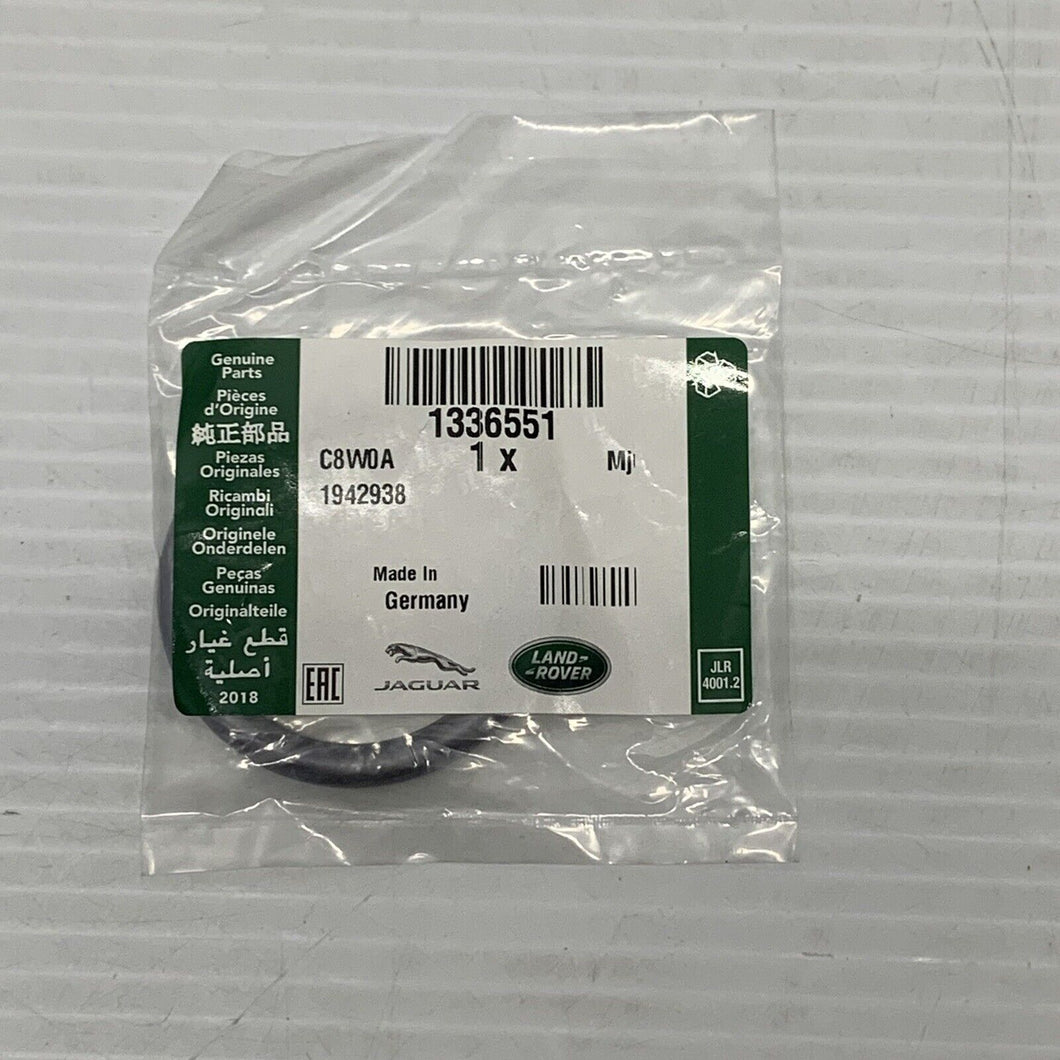 Genuine
Parts
Pièces
d'Origine
純正部品
Piezas
Originales
Ricambi
Originali
Originele
Onderdelen
Peças
Genuinas
Originalteile
قطع غيار
أصلية
2018
1336551
C8W0A 1 x Mj
1942938
Made In
Germany
EAC
JAGUAR
LAND-
-ROVER
JLR
4001.2